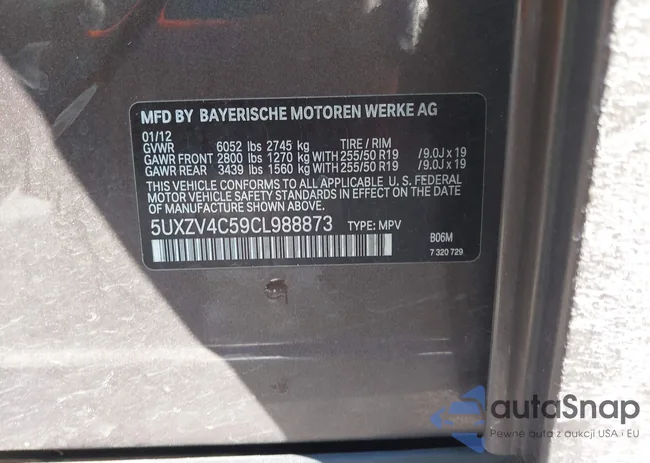 MFD BY BAYERISCHE MOTOREN WERKE AG
01/12
GVWR 6052 lbs 2745 kg TIRE / RIM
GAWR FRONT 2800 lbs 1270 kg WITH 255/50 R19 /9.0J x 19
GAWR REAR 3439 lbs 1560 kg WITH 255/50 R19 /9.0J x 19
THIS VEHICLE CONFORMS TO ALL APPLICABLE U. S. FEDERAL
MOTOR VEHICLE SAFETY STANDARDS IN EFFECT ON THE DATE
OF MANUFACTURE SHOWN ABOVE.
5UXZV4C59CL988873 TYPE: MPV
B06M
7 320 729
autaSnap
Pewne auta z aukcji USA i EU